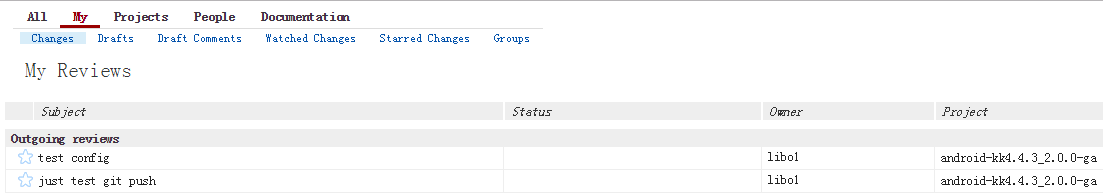 All My Projects People Documentation
Changes Drafts Draft Comments Watched Changes Starred Changes Groups
My Reviews
Subject Status Owner Project
Outgoing reviews
test config libo1 android-kk4.4.3_2.0.0-ga
just test git push libo1 android-kk4.4.3_2.0.0-ga